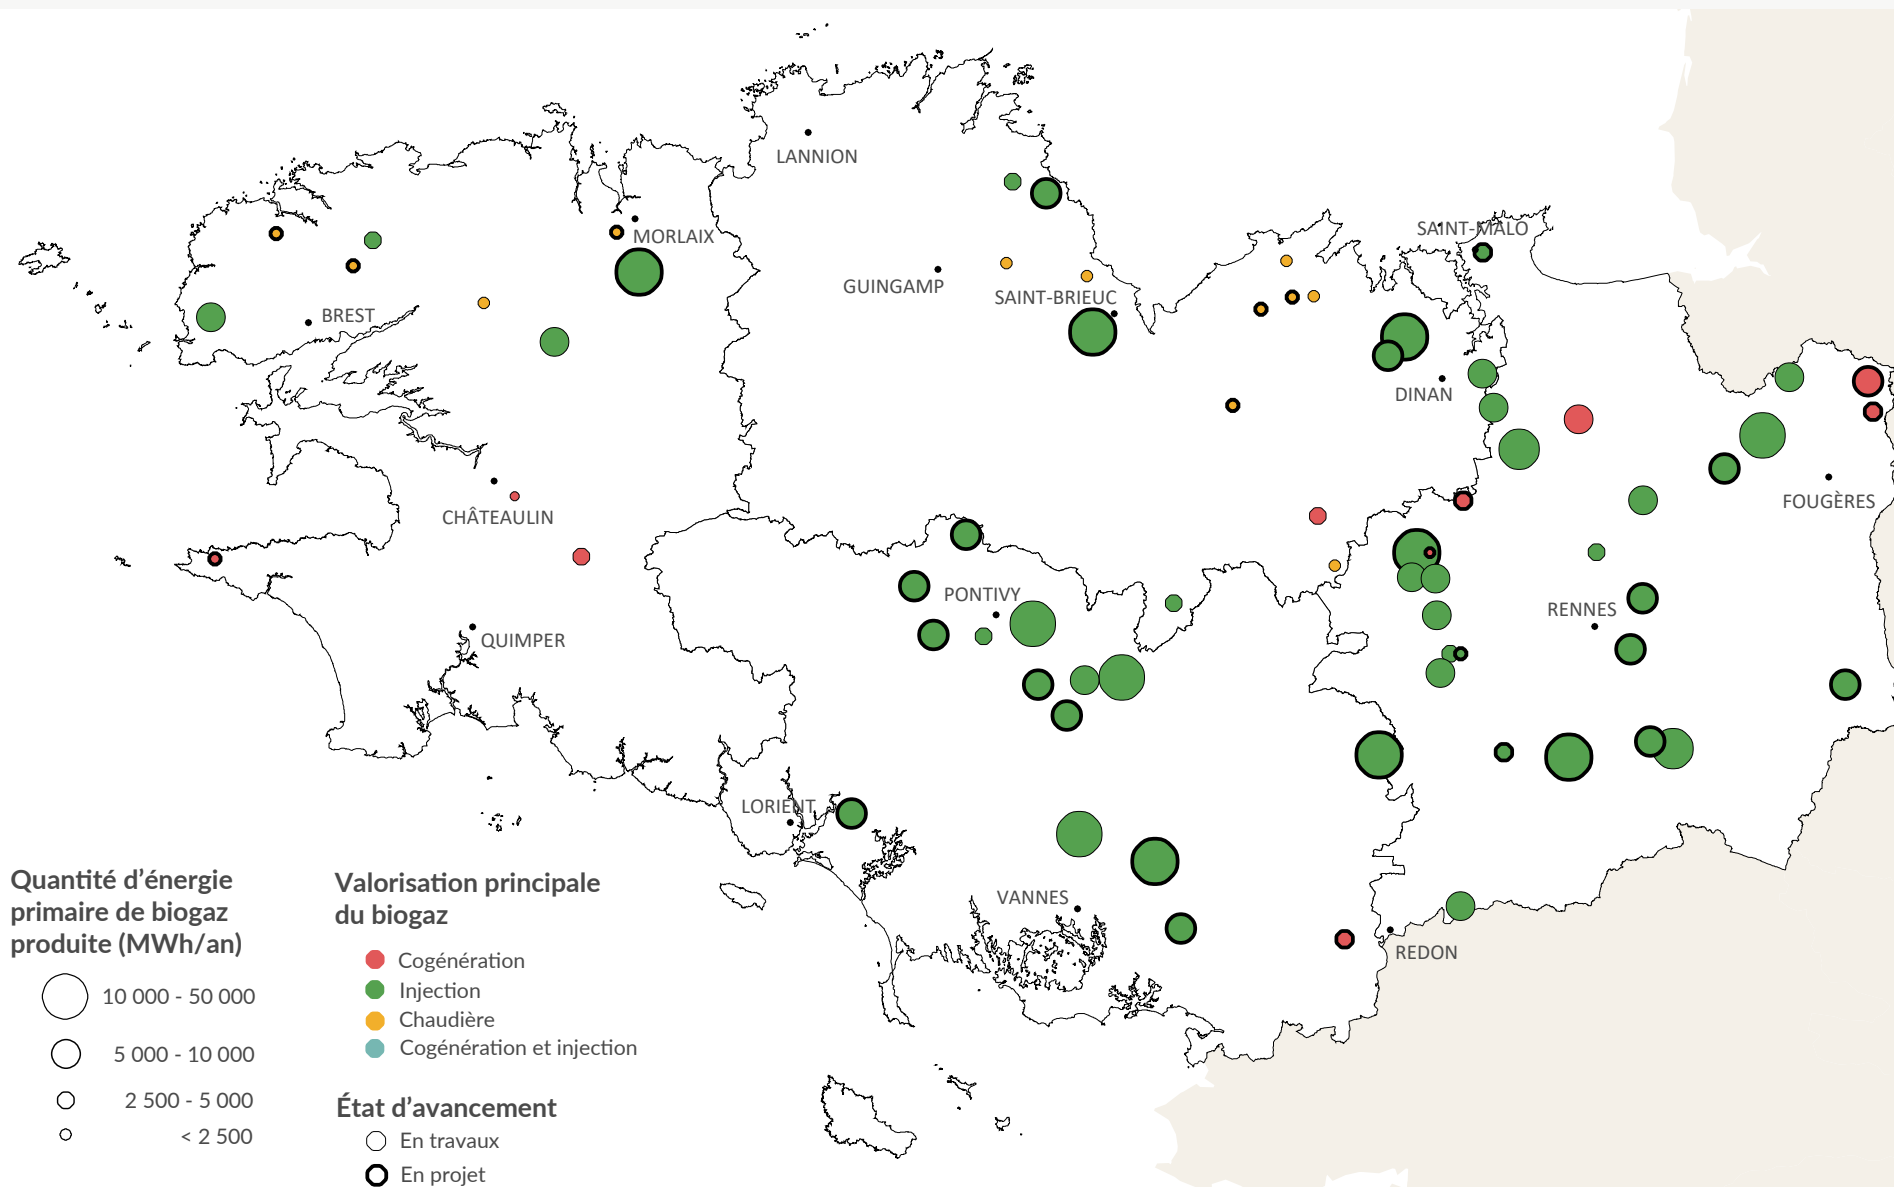 LANNION
SAINT-MALO
MORLAIX
GUINGAMP
SAINT-BRIEUC
BREST
DINAN
FOUGÈRES
CHÂTEAULIN
PONTIVY
RENNES
QUIMPER
LORIENT
VANNES
REDON
Quantité d’énergie
primaire de biogaz
produite (MWh/an)
10 000 - 50 000
5 000 - 10 000
2 500 - 5 000
< 2 500
Valorisation principale
du biogaz
Cogénération
Injection
Chaudière
Cogénération et injection
État d’avancement
En travaux
En projet